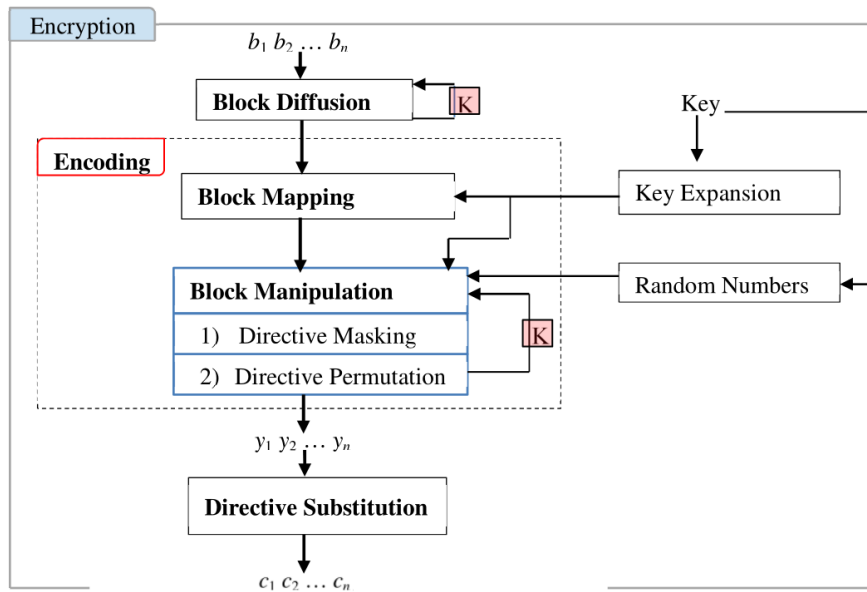 Encryption
b₁ b₂ … bₙ
Block Diffusion
K
Key
Encoding
Block Mapping
Key Expansion
Block Manipulation
Random Numbers
1) Directive Masking
K
2) Directive Permutation
y₁ y₂ … yₙ
Directive Substitution
c₁ c₂ … cₙ